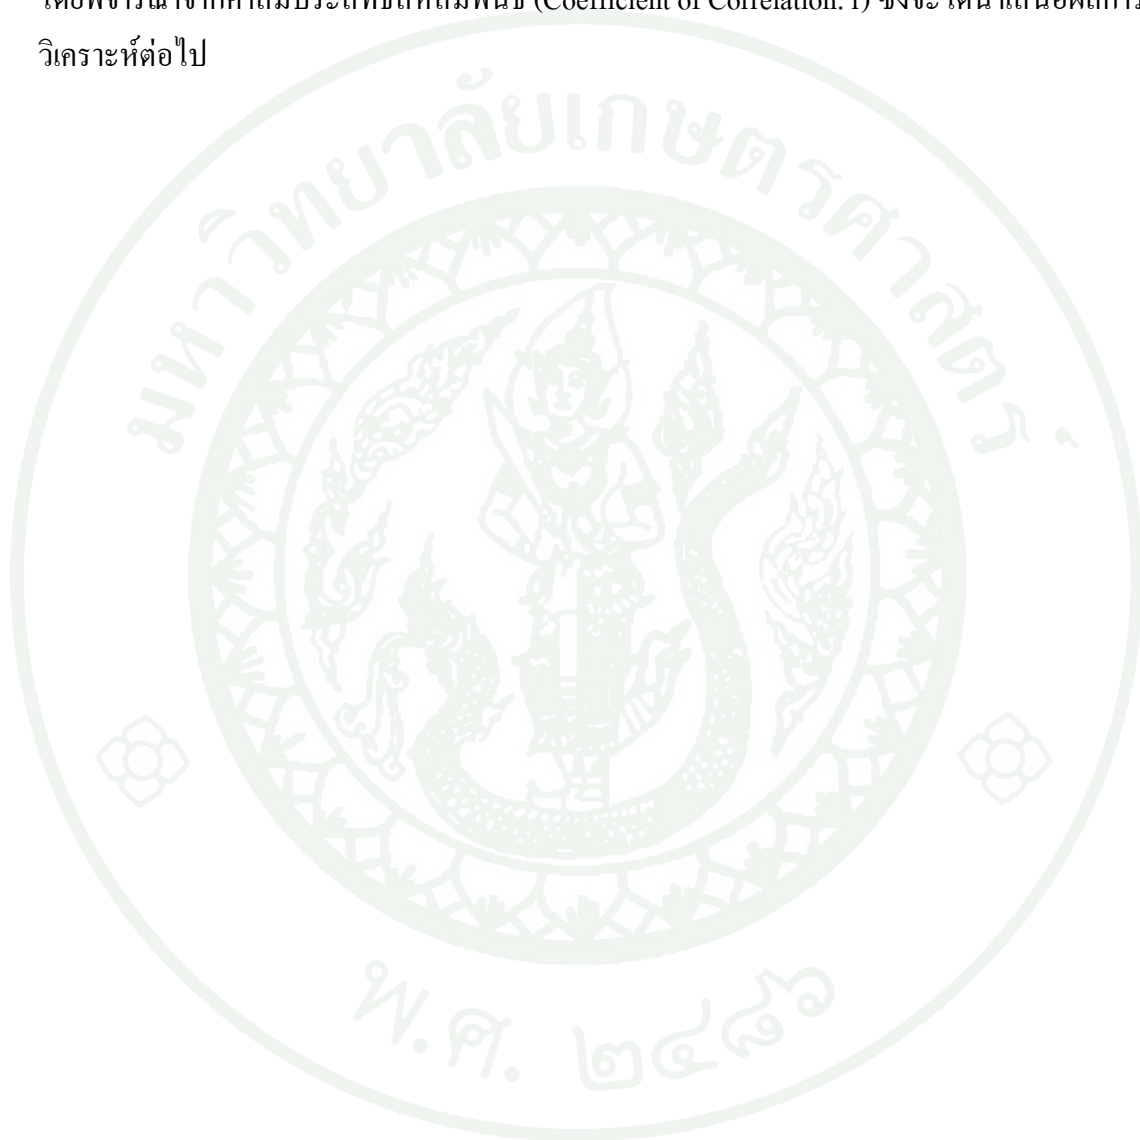 โดยพิจารณาจากค่าสัมประสิทธิ์สหสัมพันธ์ (Coefficient of Correlation: r) ซึ่งจะได้นำเสนอผลการ
วิเคราะห์ต่อไป
มหาวิทยาลัยเกษตรศาสตร์
พ.ศ. ๒๔๘๖